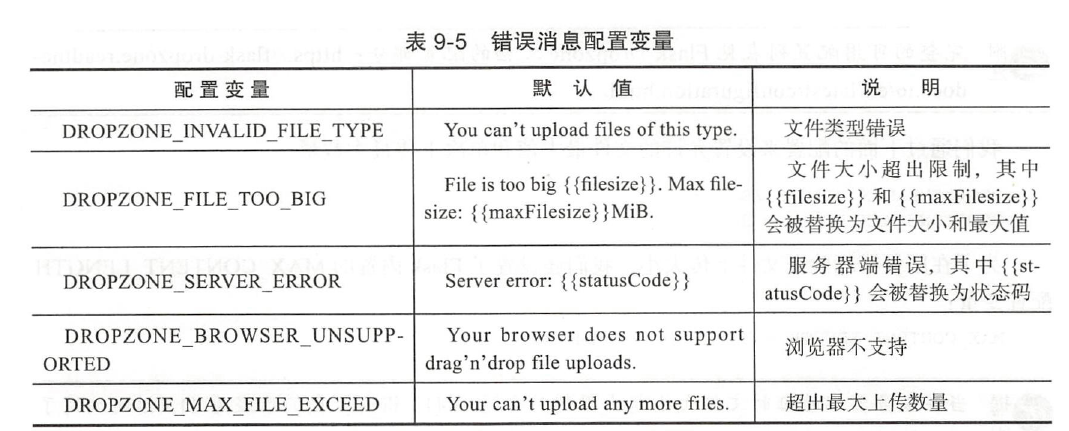 表 9-5 错误消息配置变量
配置变量 默认值 说明
DROPZONE_INVALID_FILE_TYPE You can't upload files of this type. 文件类型错误
DROPZONE_FILE_TOO_BIG File is too big {{filesize}}. Max file-
size: {{maxFilesize}}MiB. 文件大小超出限制，其中
{{filesize}} 和 {{maxFilesize}}
会被替换为文件大小和最大值
DROPZONE_SERVER_ERROR Server error: {{statusCode}} 服务器端错误，其中 {{st-
atusCode}} 会被替换为状态码
DROPZONE_BROWSER_UNSUPP-
ORTED Your browser does not support
drag'n'drop file uploads. 浏览器不支持
DROPZONE_MAX_FILE_EXCEED Your can't upload any more files. 超出最大上传数量